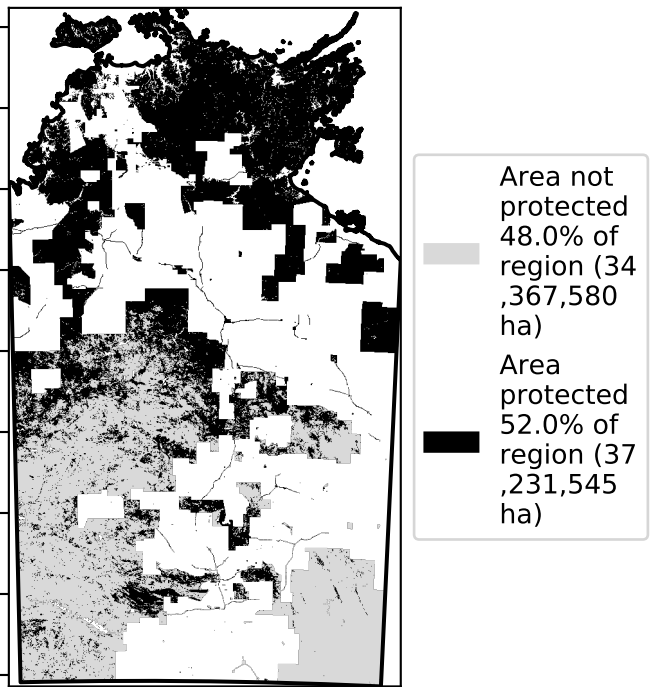 Area not
protected
48.0% of
region (34
,367,580
ha)
Area
protected
52.0% of
region (37
,231,545
ha)